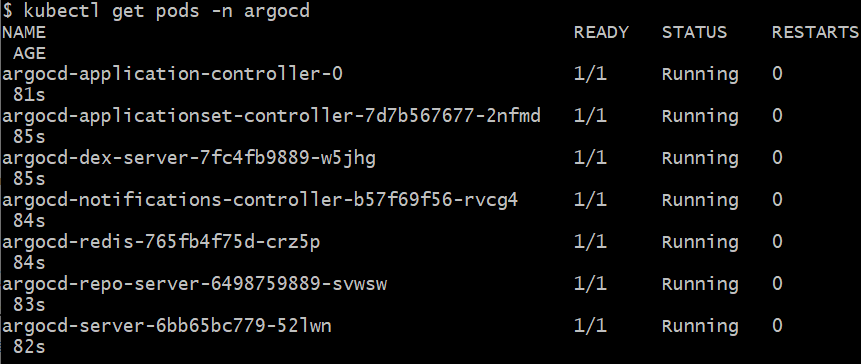 $ kubectl get pods -n argocd
NAME READY STATUS RESTARTS
AGE
argocd-application-controller-0 1/1 Running 0
81s
argocd-applicationset-controller-7d7b567677-2nfmd 1/1 Running 0
85s
argocd-dex-server-7fc4fb9889-w5jhg 1/1 Running 0
85s
argocd-notifications-controller-b57f69f56-rvcg4 1/1 Running 0
84s
argocd-redis-765fb4f75d-crz5p 1/1 Running 0
84s
argocd-repo-server-6498759889-svwsw 1/1 Running 0
83s
argocd-server-6bb65bc779-52lwn 1/1 Running 0
82s